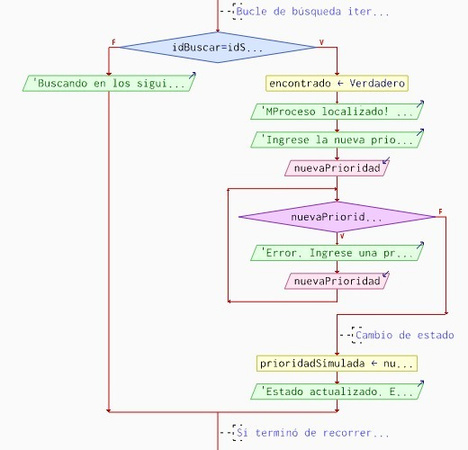 Bucle de búsqueda iter...
idBuscar=idS...
F
V
'Buscando en los sigui...
encontrado ← Verdadero
'MProceso localizado! ...
'Ingrese la nueva prio...
nuevaPrioridad
nuevaPriorid...
F
V
'Error. Ingrese una pr...
nuevaPrioridad
Cambio de estado
prioridadSimulada ← nu...
'Estado actualizado. E...
Si terminó de recorrer...